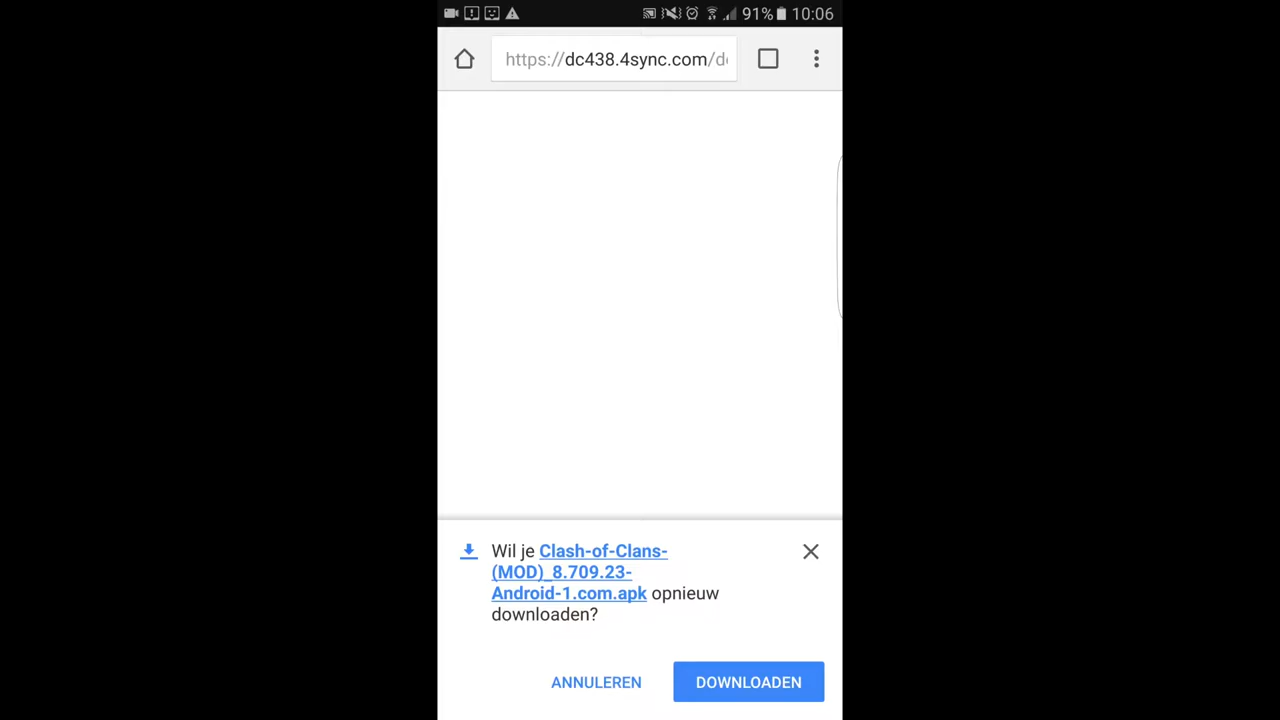 91% 10:06
https://dc438.4sync.com/d
Wil je Clash-of-Clans-
(MOD)_8.709.23-
Android-1.com.apk opnieuw
downloaden?
ANNULEREN DOWNLOADEN